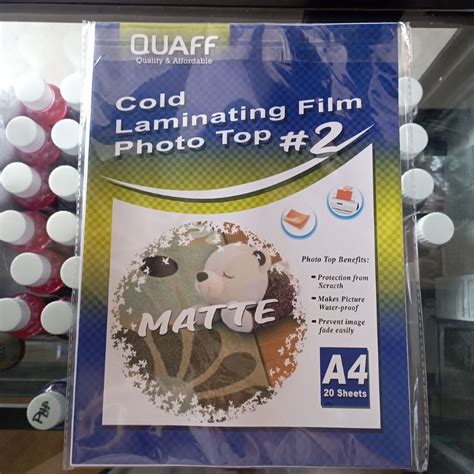 QUAFF
Quality & Affordable
Cold
Laminating Film
Photo Top #2
Photo Top Benefits:
Protection from
Scracth
Makes Picture
Water-proof
Prevent image
fade easily
MATTE
A4
20 Sheets